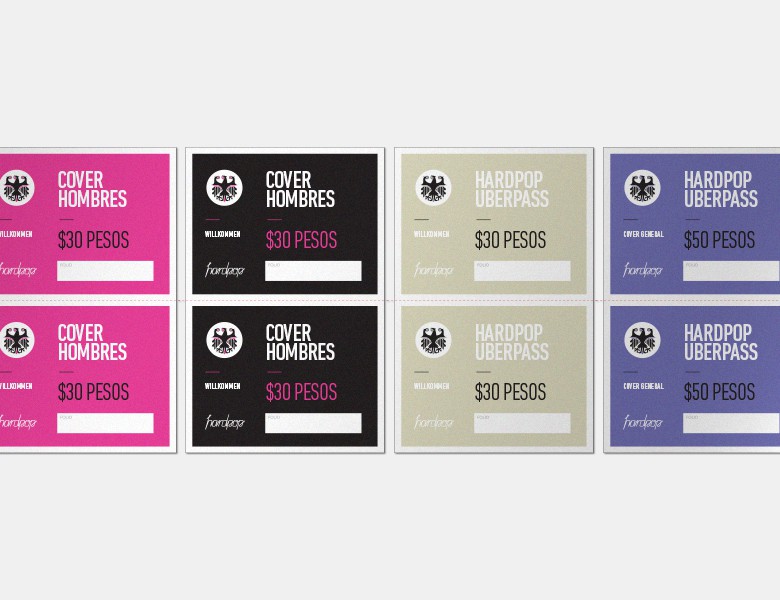 COVER
HOMBRES
WILLKOMMEN
$30 PESOS
hardpop
FOLIO
COVER
HOMBRES
WILLKOMMEN
$30 PESOS
hardpop
FOLIO
HARDPOP
UBERPASS
WILLKOMMEN
$30 PESOS
hardpop
FOLIO
HARDPOP
UBERPASS
COVER GENERAL
$50 PESOS
hardpop
FOLIO
COVER
HOMBRES
WILLKOMMEN
$30 PESOS
hardpop
FOLIO
COVER
HOMBRES
WILLKOMMEN
$30 PESOS
hardpop
FOLIO
HARDPOP
UBERPASS
WILLKOMMEN
$30 PESOS
hardpop
FOLIO
HARDPOP
UBERPASS
COVER GENERAL
$50 PESOS
hardpop
FOLIO